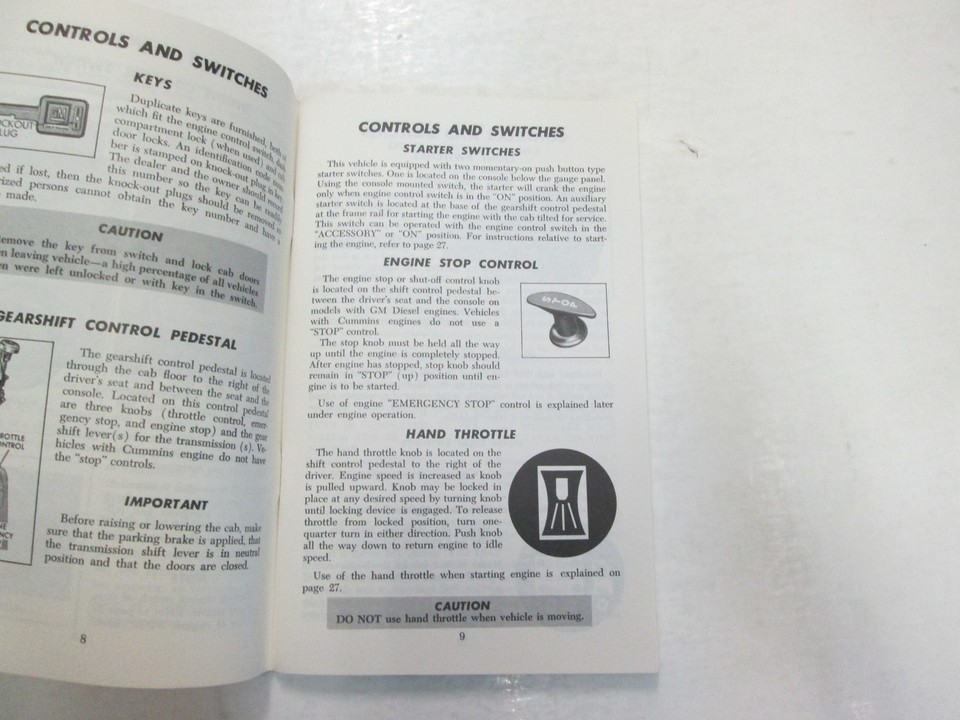 CONTROLS AND SWITCHES
KEYS
Duplicate keys are furnished, both of
which fit the engine control switch,
compartment lock (when used) and cab
door locks. An identification code
ber is stamped on knock-out plug in key.
The dealer and the owner should record
this number so the key can be readily
ed if lost, then the knock-out plugs should be removed so
rized persons cannot obtain the key number and have a
made.
CKOUT
LUG
CAUTION
emove the key from switch and lock cab doors
n leaving vehicle—a high percentage of all vehicles
en were left unlocked or with key in the switch.
GEARSHIFT CONTROL PEDESTAL
The gearshift control pedestal is located
through the cab floor to the right of the
driver's seat and between the seat and the
console. Located on this control pedestal
are three knobs (throttle control, emer-
gency stop, and engine stop) and the gear
shift lever(s) for the transmission (s). Ve-
hicles with Cummins engine do not have
the "stop" controls.
ROTTLE
NTROL
NE
NCY
IMPORTANT
Before raising or lowering the cab, make
sure that the parking brake is applied, that
the transmission shift lever is in neutral
position and that the doors are closed.
8
CONTROLS AND SWITCHES
STARTER SWITCHES
This vehicle is equipped with two momentary-on push button type
starter switches. One is located on the console below the gauge panel.
Using the console mounted switch, the starter will crank the engine
only when engine control switch is in the "ON" position. An auxiliary
starter switch is located at the base of the gearshift control pedestal
at the frame rail for starting the engine with the cab tilted for service.
This switch can be operated with the engine control switch in the
"ACCESSORY" or "ON" position. For instructions relative to start-
ing the engine, refer to page 27.
ENGINE STOP CONTROL
The engine stop or shut-off control knob
is located on the shift control pedestal be-
tween the driver's seat and the console on
models with GM Diesel engines. Vehicles
with Cummins engines do not use a
"STOP" control.
The stop knob must be held all the way
up until the engine is completely stopped.
After engine has stopped, stop knob should
remain in "STOP" (up) position until en-
gine is to be started.
STOP
Use of engine "EMERGENCY STOP" control is explained later
under engine operation.
HAND THROTTLE
The hand throttle knob is located on the
shift control pedestal to the right of the
driver. Engine speed is increased as knob
is pulled upward. Knob may be locked in
place at any desired speed by turning knob
until locking device is engaged. To release
throttle from locked position, turn one-
quarter turn in either direction. Push knob
all the way down to return engine to idle
speed.
Use of the hand throttle when starting engine is explained on
page 27.
CAUTION
DO NOT use hand throttle when vehicle is moving.
9